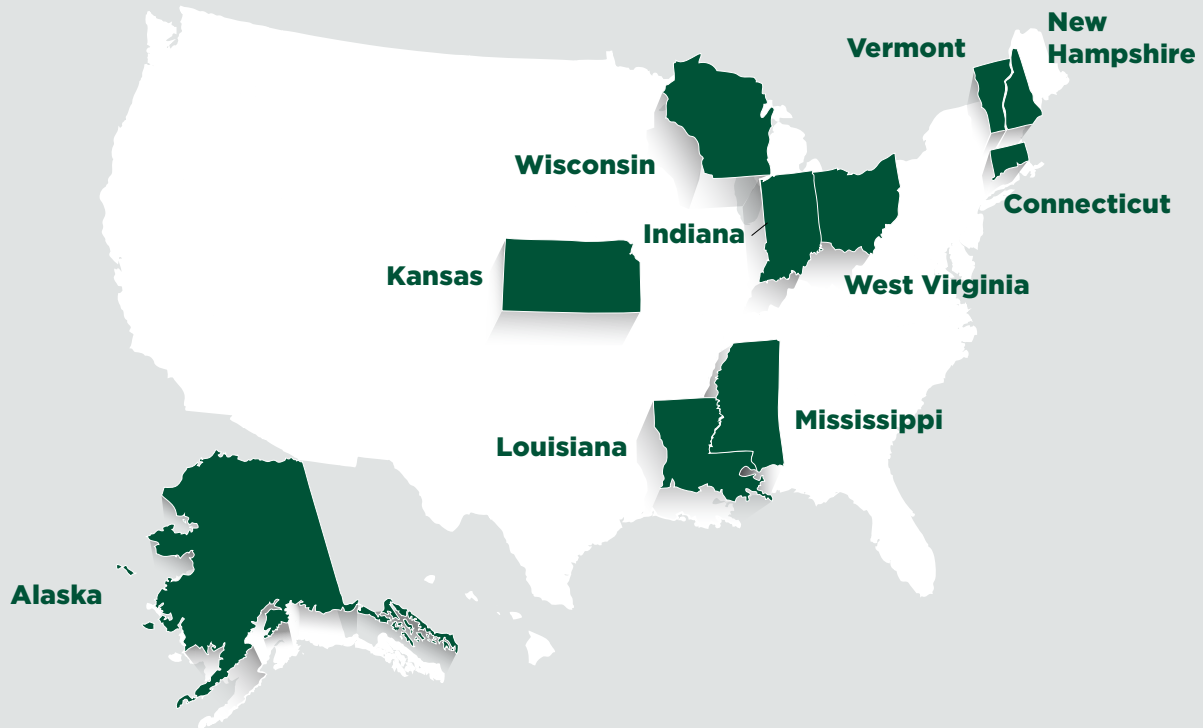 New
Hampshire
Vermont
Wisconsin
Connecticut
Indiana
Kansas
West Virginia
Mississippi
Louisiana
Alaska